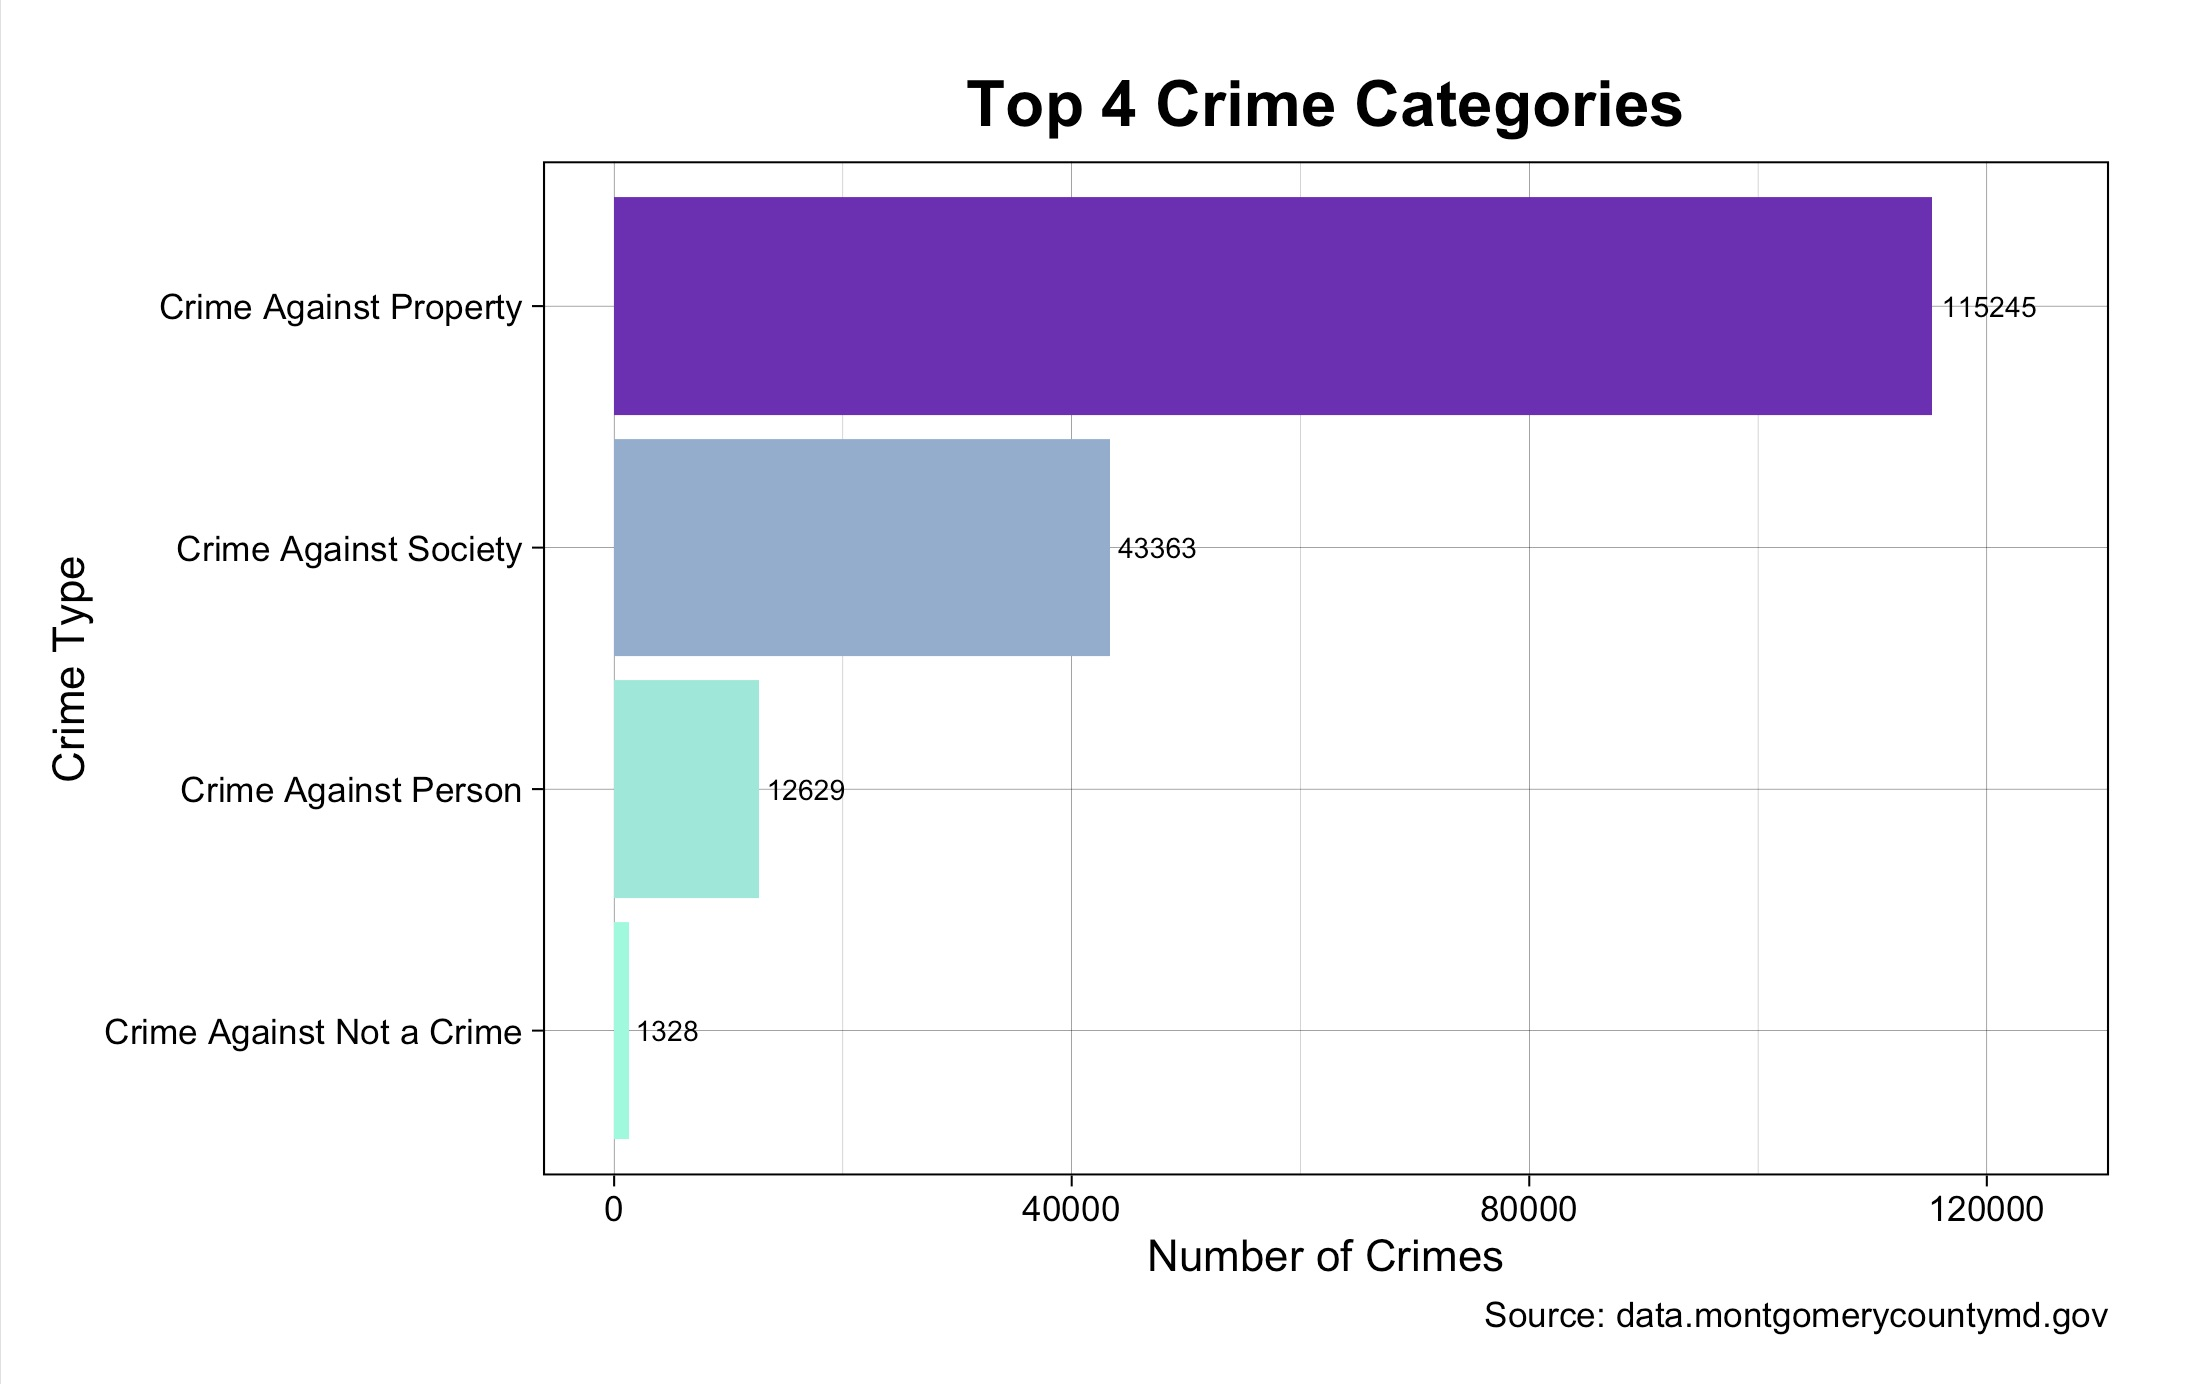 Top 4 Crime Categories
Crime Type
Crime Against Property
115245
Crime Against Society
43363
Crime Against Person
12629
Crime Against Not a Crime
1328
0
40000
80000
120000
Number of Crimes
Source: data.montgomerycountymd.gov